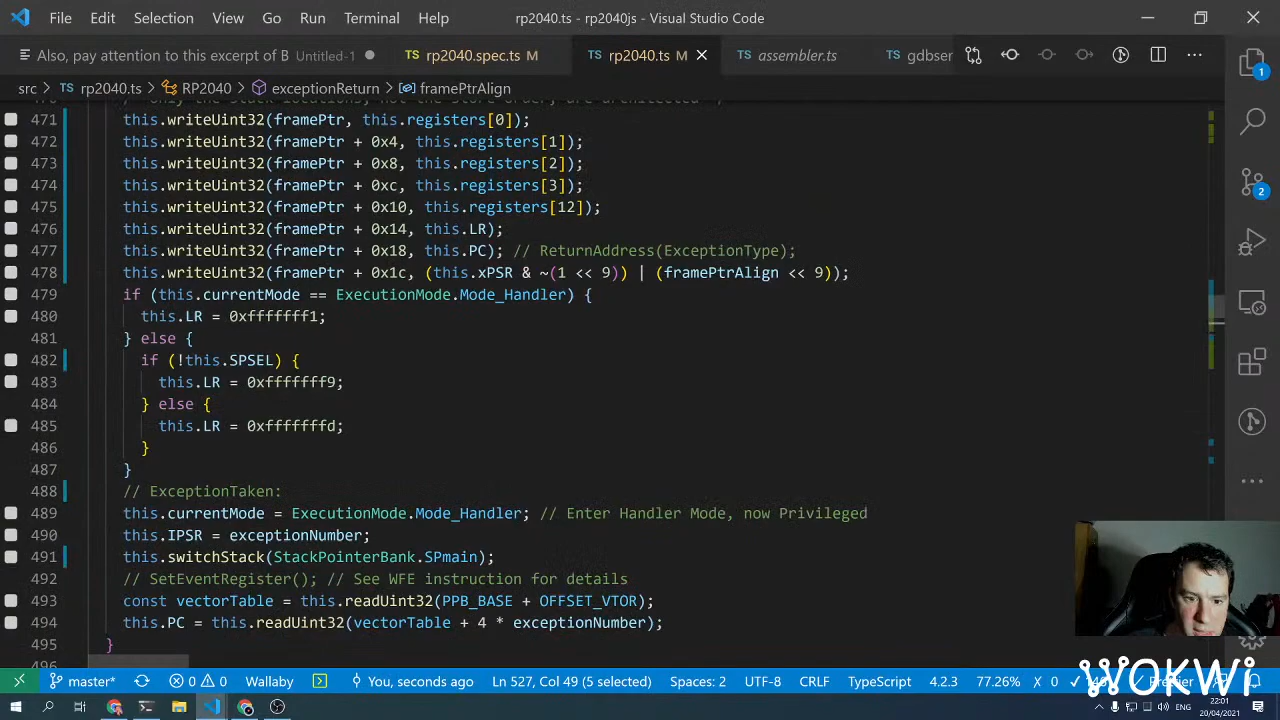 File Edit Selection View Go Run Terminal Help rp2040.ts - rp2040js - Visual Studio Code
Also, pay attention to this excerpt of B Untitled-1 ● TS rp2040.spec.ts M TS rp2040.ts M TS assembler.ts TS gdbser
src > TS rp2040.ts > RP2040 > exceptionReturn > framePtrAlign
471 this.writeUint32(framePtr, this.registers[0]);
472 this.writeUint32(framePtr + 0x4, this.registers[1]);
473 this.writeUint32(framePtr + 0x8, this.registers[2]);
474 this.writeUint32(framePtr + 0xc, this.registers[3]);
475 this.writeUint32(framePtr + 0x10, this.registers[12]);
476 this.writeUint32(framePtr + 0x14, this.LR);
477 this.writeUint32(framePtr + 0x18, this.PC); // ReturnAddress(ExceptionType);
478 this.writeUint32(framePtr + 0x1c, (this.xPSR & ~(1 << 9)) | (framePtrAlign << 9));
479 if (this.currentMode == ExecutionMode.Mode_Handler) {
480 this.LR = 0xfffffff1;
481 } else {
482 if (!this.SPSEL) {
483 this.LR = 0xfffffff9;
484 } else {
485 this.LR = 0xfffffffd;
486 }
487 }
488 // ExceptionTaken:
489 this.currentMode = ExecutionMode.Mode_Handler; // Enter Handler Mode, now Privileged
490 this.IPSR = exceptionNumber;
491 this.switchStack(StackPointerBank.SPmain);
492 // SetEventRegister(); // See WFE instruction for details
493 const vectorTable = this.readUint32(PPB_BASE + OFFSET_VTOR);
494 this.PC = this.readUint32(vectorTable + 4 * exceptionNumber);
495 }
1
2
WOKWI
master* 0 0 Wallaby You, seconds ago Ln 527, Col 49 (5 selected) Spaces: 2 UTF-8 CRLF TypeScript 4.2.3 77.26% X 0
22:01
20/04/2021